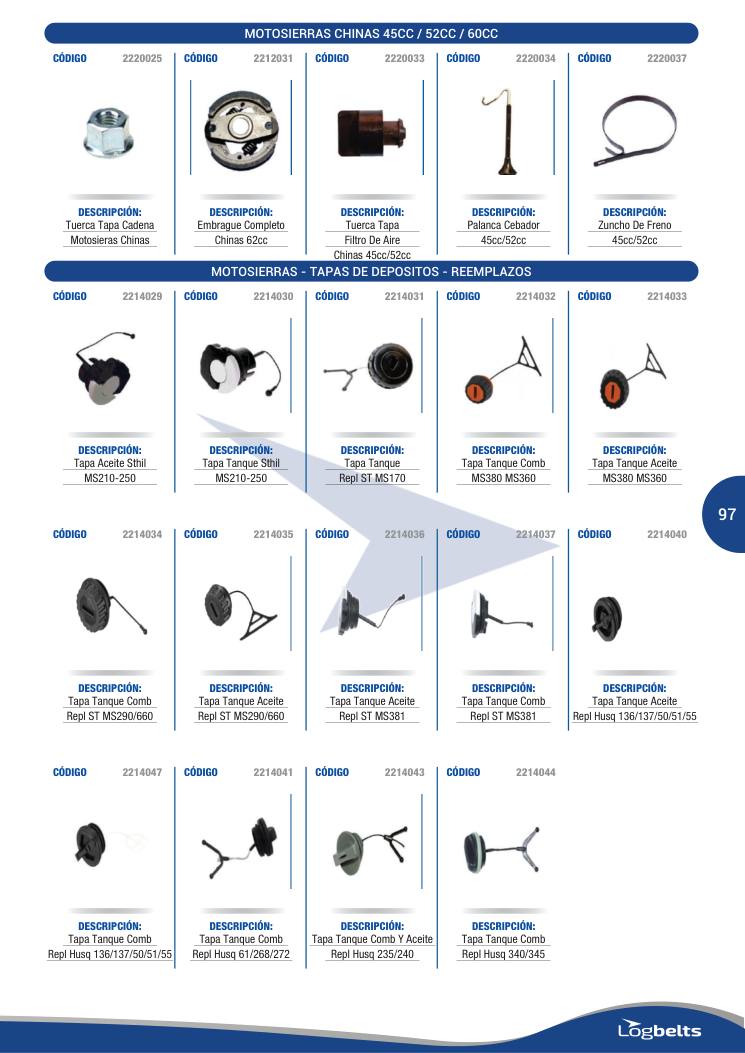 MOTOSIERRAS CHINAS 45CC / 52CC / 60CC
CÓDIGO 2220025
DESCRIPCIÓN:
Tuerca Tapa Cadena
Motosieras Chinas
CÓDIGO 2212031
DESCRIPCIÓN:
Embrague Completo
Chinas 62cc
CÓDIGO 2220033
DESCRIPCIÓN:
Tuerca Tapa
Filtro De Aire
Chinas 45cc/52cc
CÓDIGO 2220034
DESCRIPCIÓN:
Palanca Cebador
45cc/52cc
CÓDIGO 2220037
DESCRIPCIÓN:
Zuncho De Freno
45cc/52cc
MOTOSIERRAS - TAPAS DE DEPOSITOS - REEMPLAZOS
CÓDIGO 2214029
DESCRIPCIÓN:
Tapa Aceite Sthil
MS210-250
CÓDIGO 2214030
DESCRIPCIÓN:
Tapa Tanque Sthil
MS210-250
CÓDIGO 2214031
DESCRIPCIÓN:
Tapa Tanque
Repl ST MS170
CÓDIGO 2214032
DESCRIPCIÓN:
Tapa Tanque Comb
MS380 MS360
CÓDIGO 2214033
DESCRIPCIÓN:
Tapa Tanque Aceite
MS380 MS360
97
CÓDIGO 2214034
DESCRIPCIÓN:
Tapa Tanque Comb
Repl ST MS290/660
CÓDIGO 2214035
DESCRIPCIÓN:
Tapa Tanque Aceite
Repl ST MS290/660
CÓDIGO 2214036
DESCRIPCIÓN:
Tapa Tanque Aceite
Repl ST MS381
CÓDIGO 2214037
DESCRIPCIÓN:
Tapa Tanque Comb
Repl ST MS381
CÓDIGO 2214040
DESCRIPCIÓN:
Tapa Tanque Aceite
Repl Husq 136/137/50/51/55
CÓDIGO 2214047
DESCRIPCIÓN:
Tapa Tanque Comb
Repl Husq 136/137/50/51/55
CÓDIGO 2214041
DESCRIPCIÓN:
Tapa Tanque Comb
Repl Husq 61/268/272
CÓDIGO 2214043
DESCRIPCIÓN:
Tapa Tanque Comb Y Aceite
Repl Husq 235/240
CÓDIGO 2214044
DESCRIPCIÓN:
Tapa Tanque Comb
Repl Husq 340/345
Logbelts